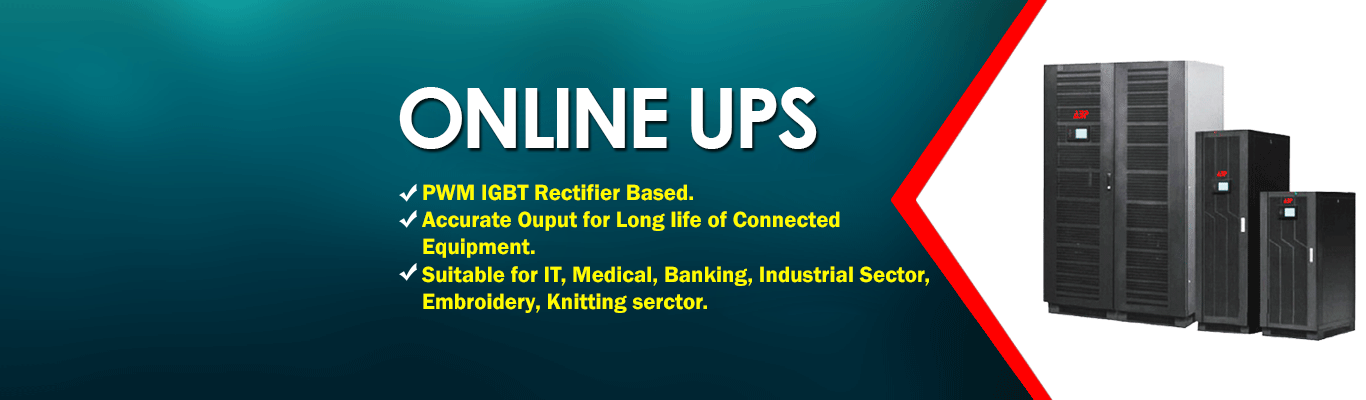 ONLINE UPS
PWM IGBT Rectifier Based.
Accurate Ouput for Long life of Connected
Equipment.
Suitable for IT, Medical, Banking, Industrial Sector,
Embroidery, Knitting serctor.